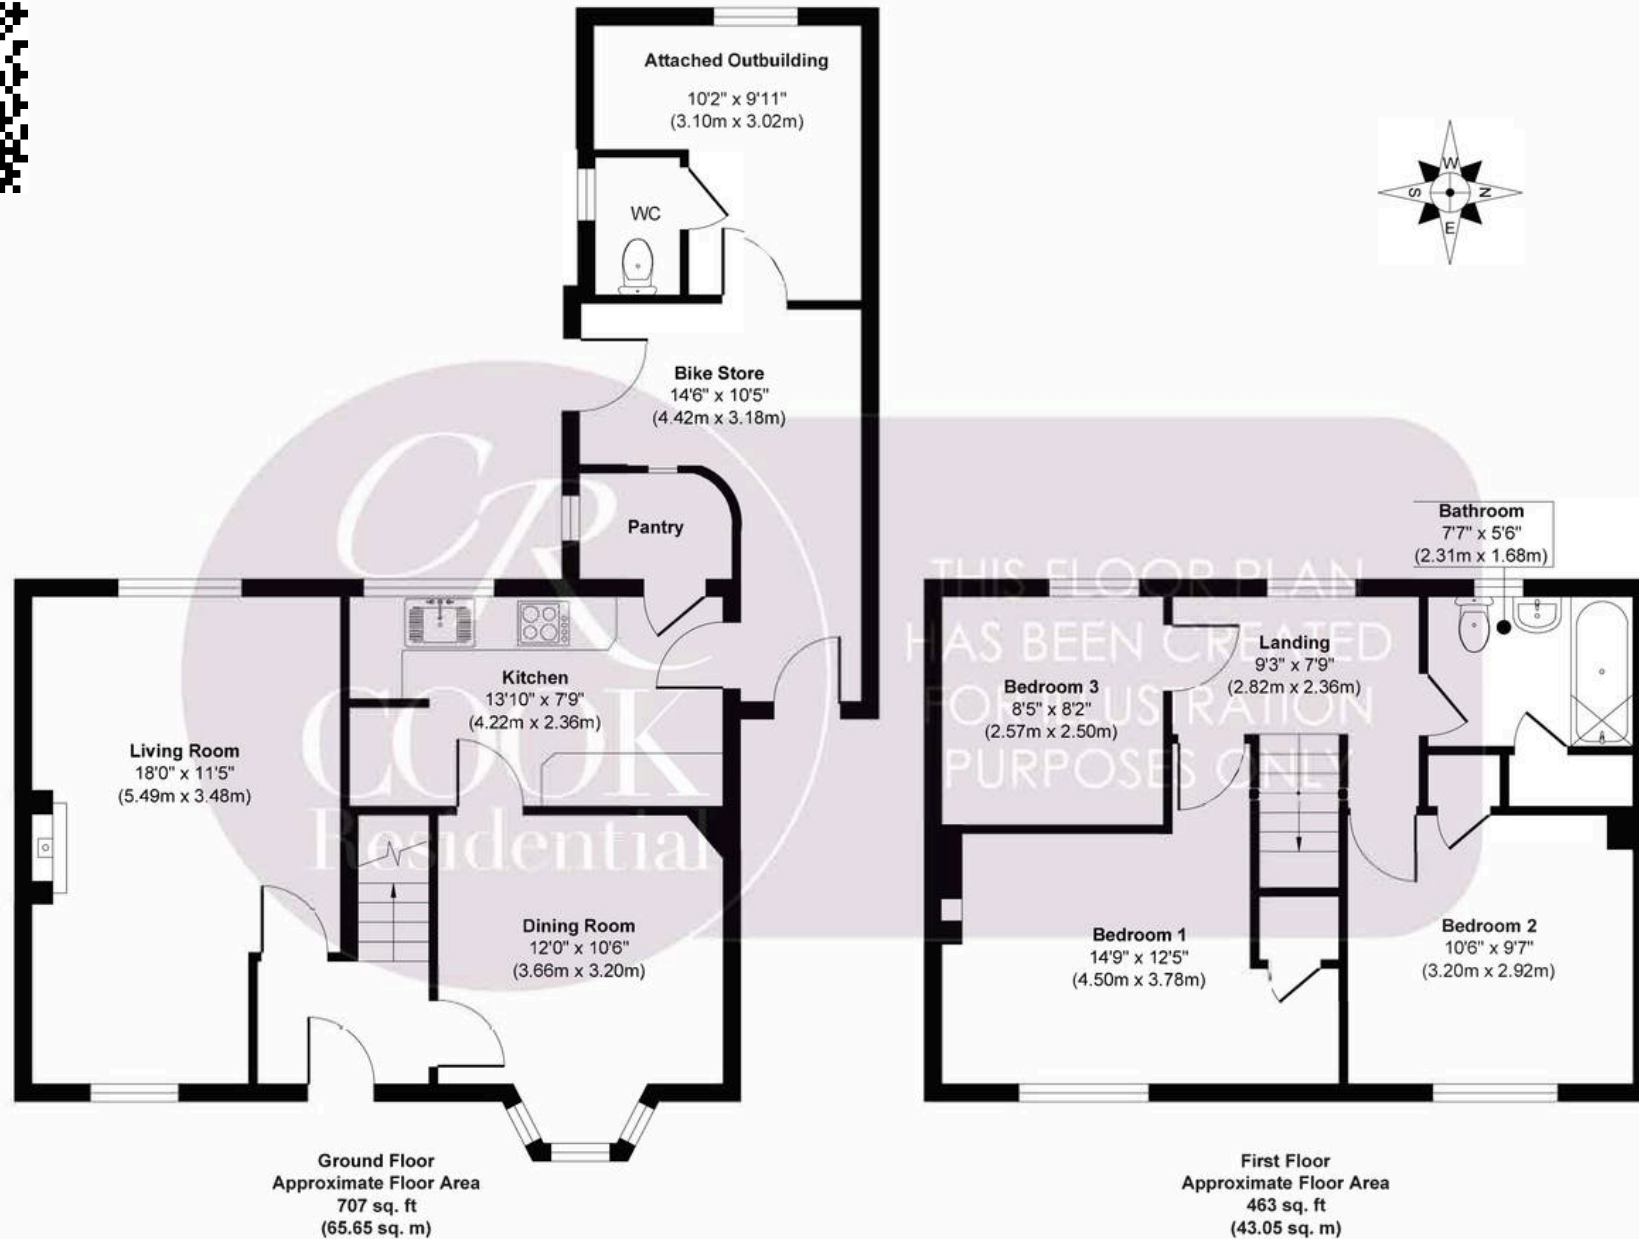 Attached Outbuilding
10'2" x 9'11"
(3.10m x 3.02m)
W
S
N
E
WC
Bike Store
14'6" x 10'5"
(4.42m x 3.18m)
Pantry
Bathroom
7'7" x 5'6"
(2.31m x 1.68m)
Kitchen
13'10" x 7'9"
(4.22m x 2.36m)
Landing
9'3" x 7'9"
(2.82m x 2.36m)
Bedroom 3
8'5" x 8'2"
(2.57m x 2.50m)
Living Room
18'0" x 11'5"
(5.49m x 3.48m)
Dining Room
12'0" x 10'6"
(3.66m x 3.20m)
Bedroom 1
14'9" x 12'5"
(4.50m x 3.78m)
Bedroom 2
10'6" x 9'7"
(3.20m x 2.92m)
CR
COOK
Residential
THIS FLOOR PLAN
HAS BEEN CREATED
FOR ILLUSTRATION
PURPOSES ONLY
Ground Floor
Approximate Floor Area
707 sq. ft
(65.65 sq. m)
First Floor
Approximate Floor Area
463 sq. ft
(43.05 sq. m)